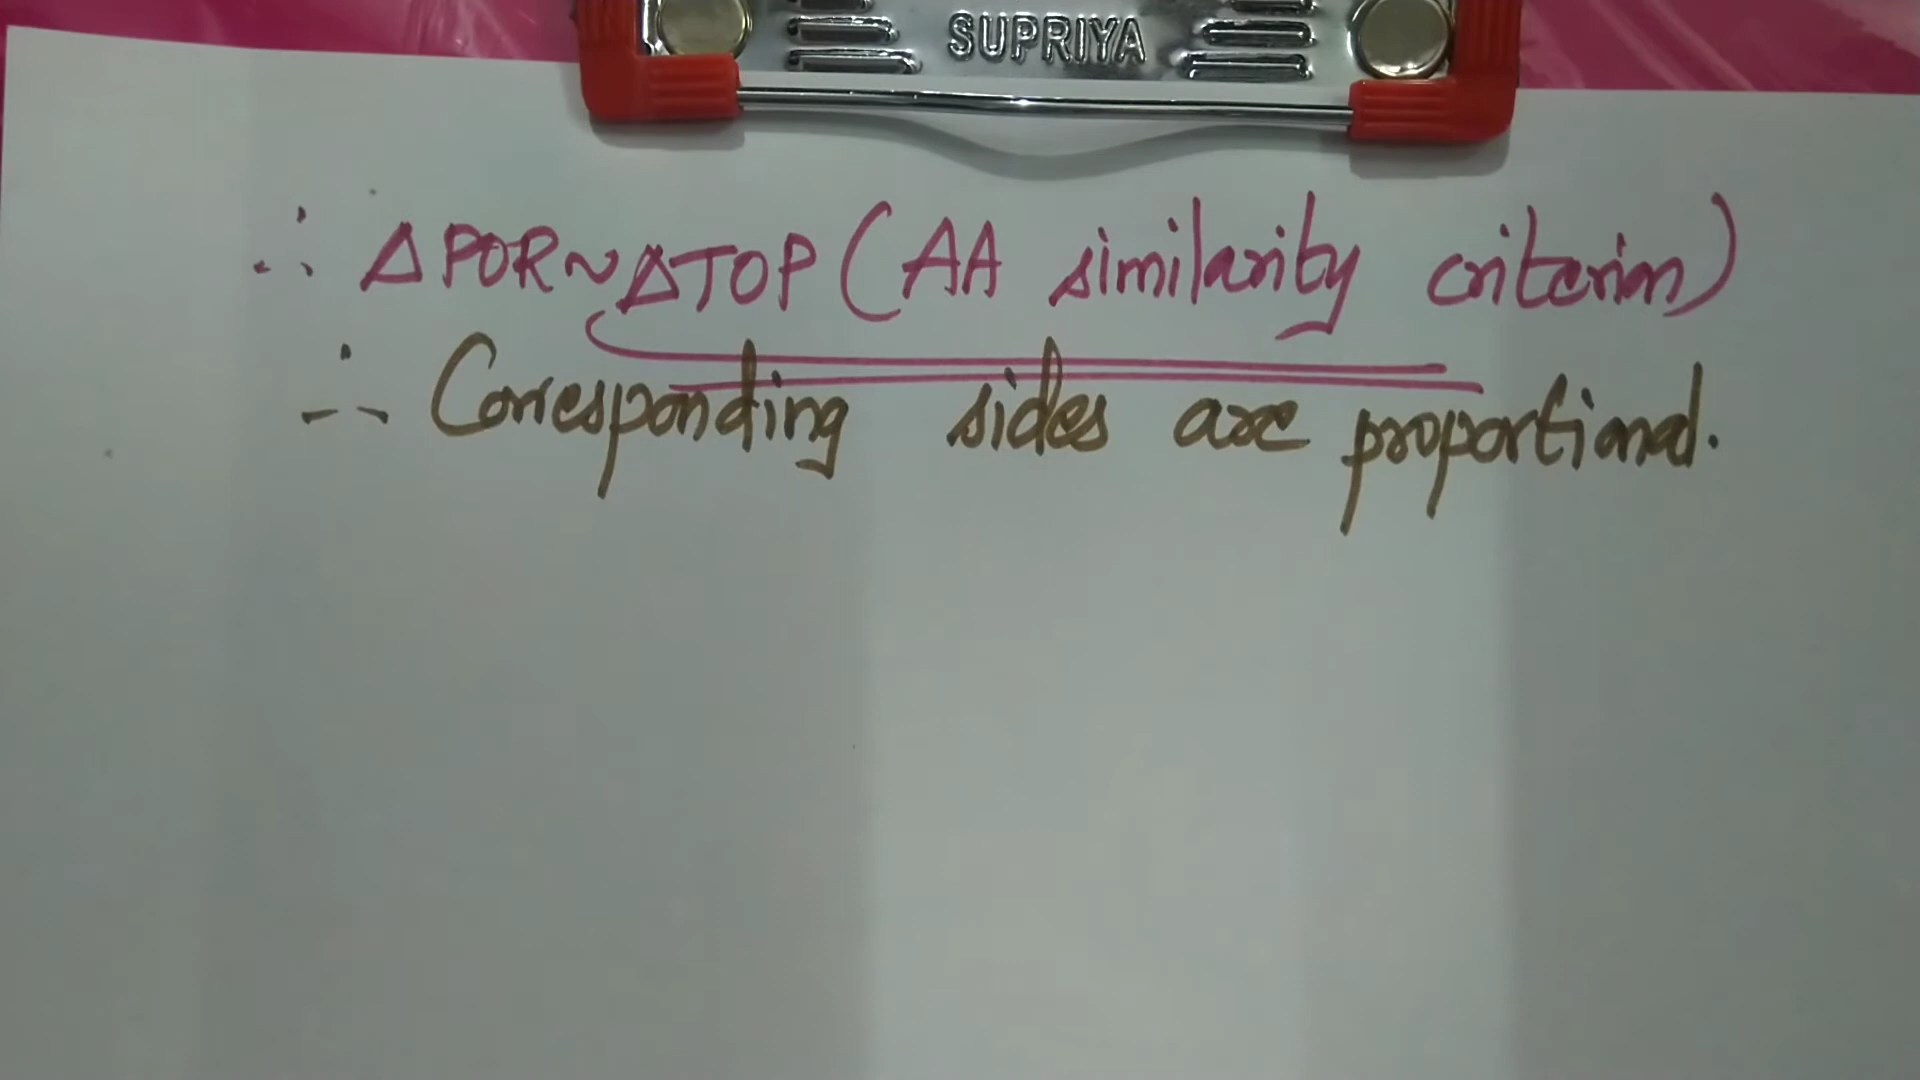 SUPRIYA
∴ ΔPOR ~ ΔTOP (AA similarity criterion)
∴ Corresponding sides are proportional.